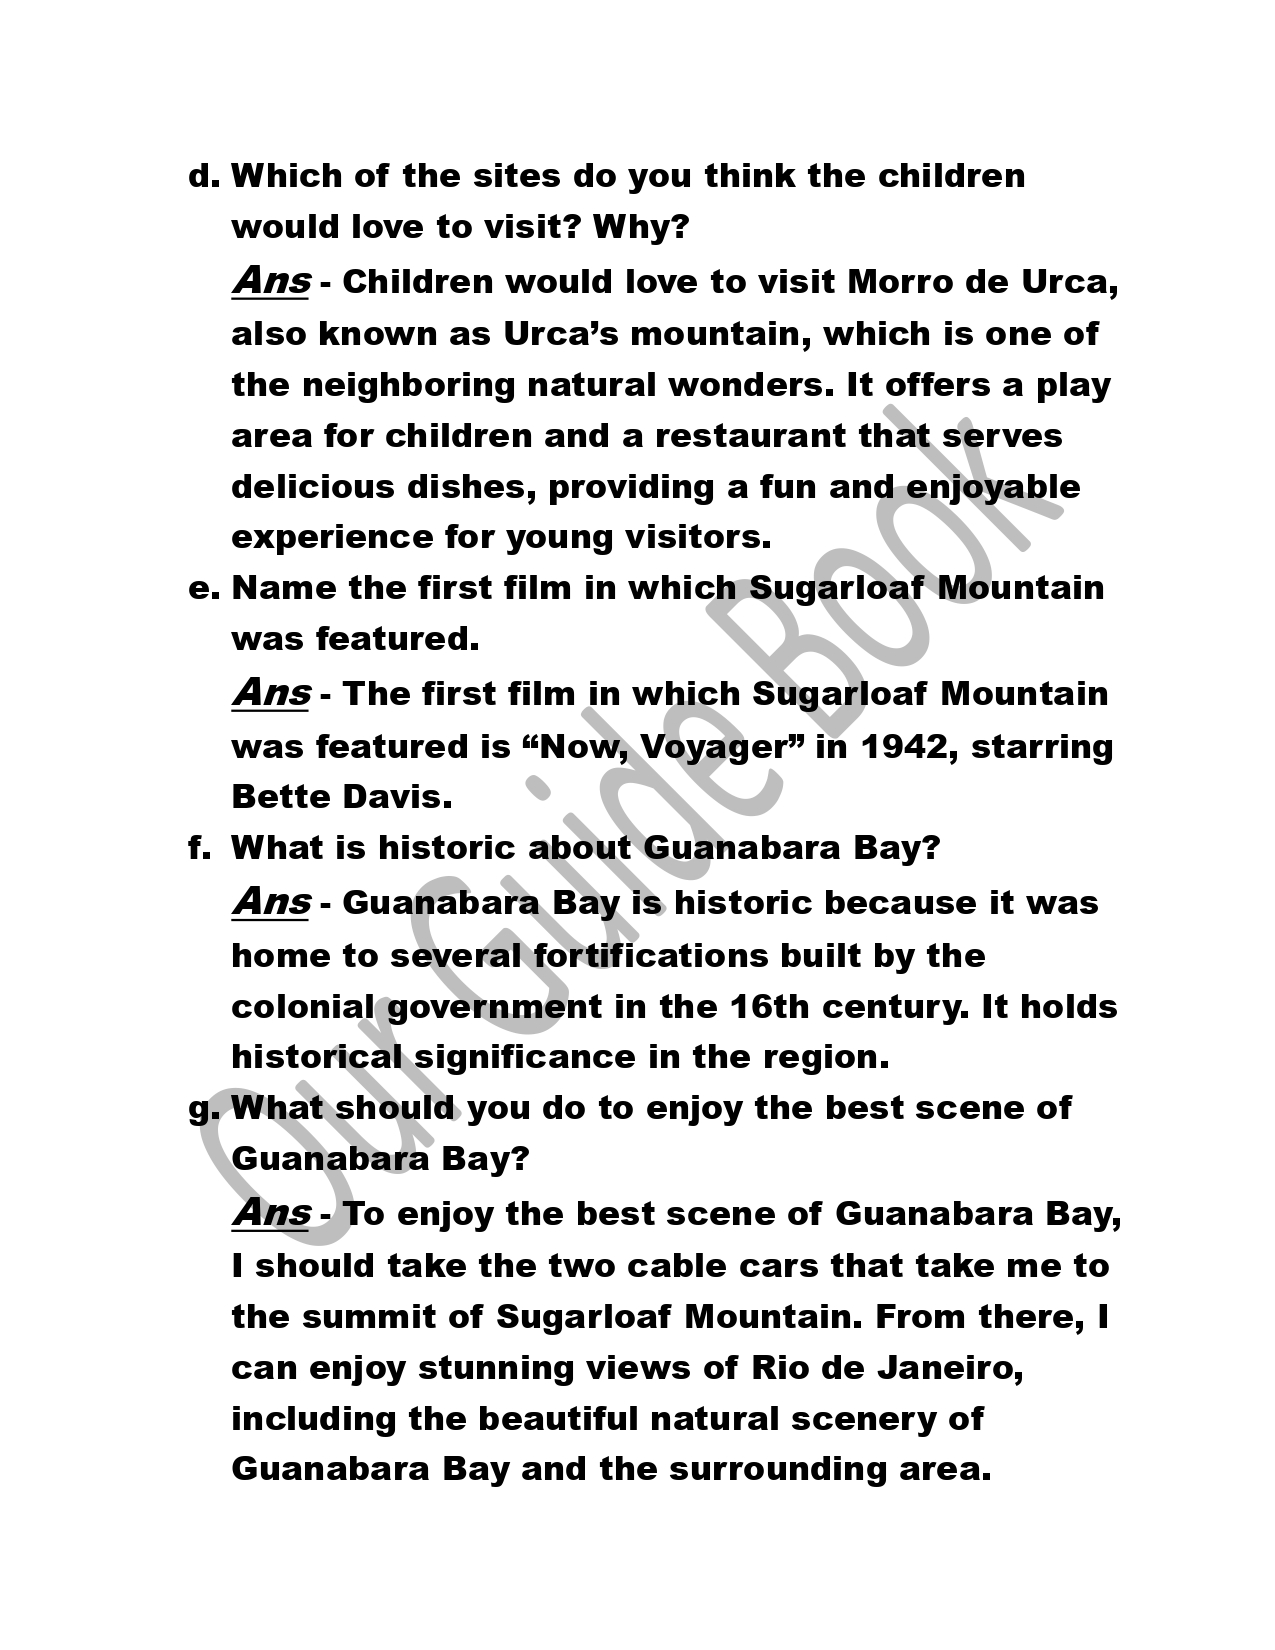 d. Which of the sites do you think the children
would love to visit? Why?
Ans - Children would love to visit Morro de Urca,
also known as Urca’s mountain, which is one of
the neighboring natural wonders. It offers a play
area for children and a restaurant that serves
delicious dishes, providing a fun and enjoyable
experience for young visitors.
e. Name the first film in which Sugarloaf Mountain
was featured.
Ans - The first film in which Sugarloaf Mountain
was featured is “Now, Voyager” in 1942, starring
Bette Davis.
f. What is historic about Guanabara Bay?
Ans - Guanabara Bay is historic because it was
home to several fortifications built by the
colonial government in the 16th century. It holds
historical significance in the region.
g. What should you do to enjoy the best scene of
Guanabara Bay?
Ans - To enjoy the best scene of Guanabara Bay,
I should take the two cable cars that take me to
the summit of Sugarloaf Mountain. From there, I
can enjoy stunning views of Rio de Janeiro,
including the beautiful natural scenery of
Guanabara Bay and the surrounding area.
Our Guide Book